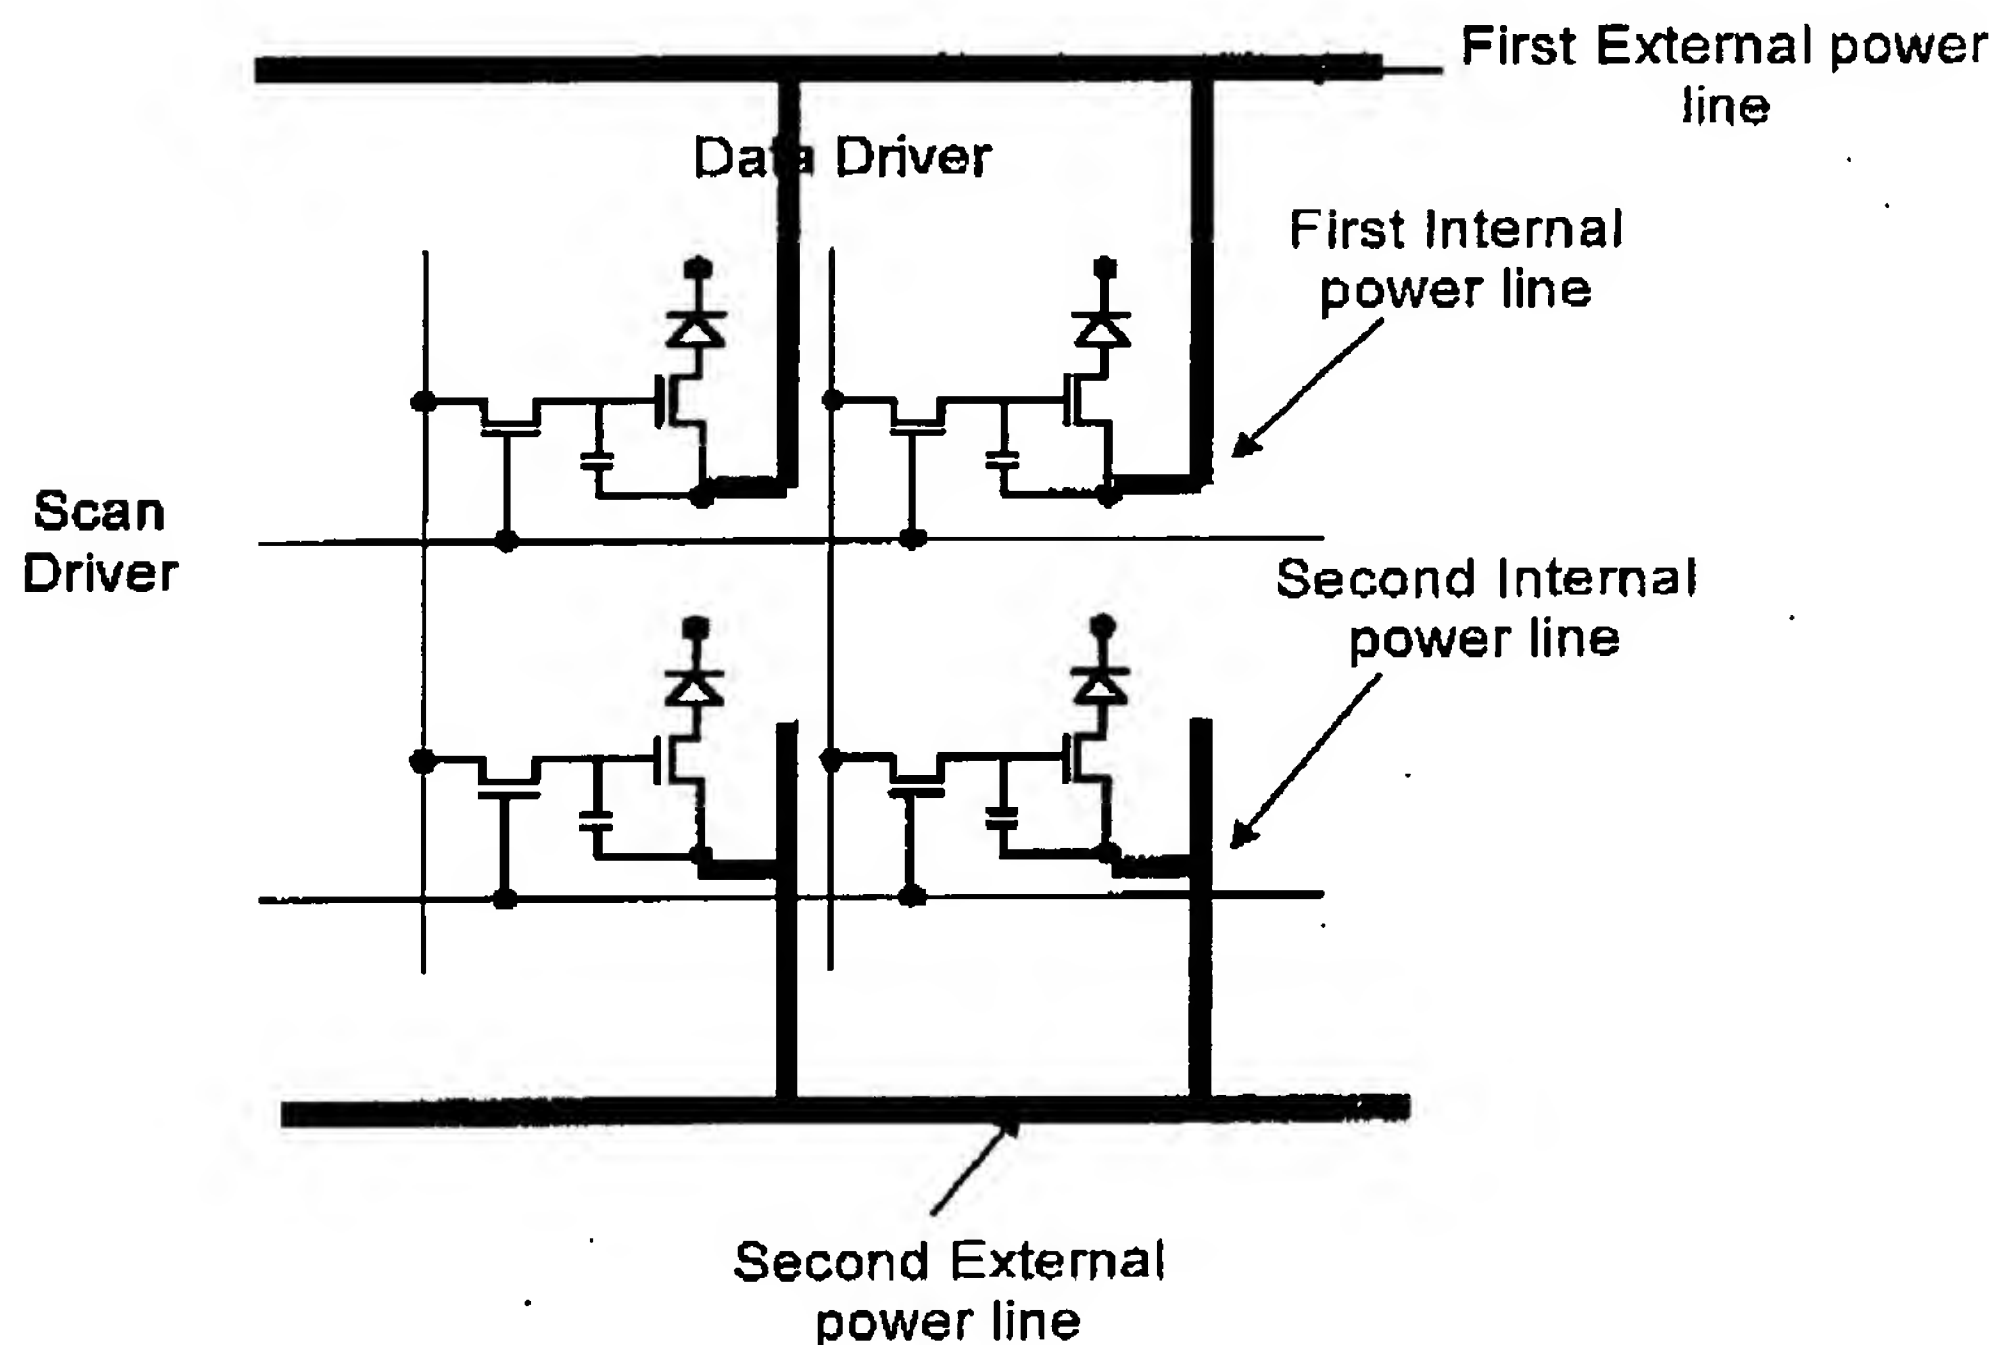 First External power
line
Data Driver
First Internal
power line
Scan
Driver
Second Internal
power line
Second External
power line